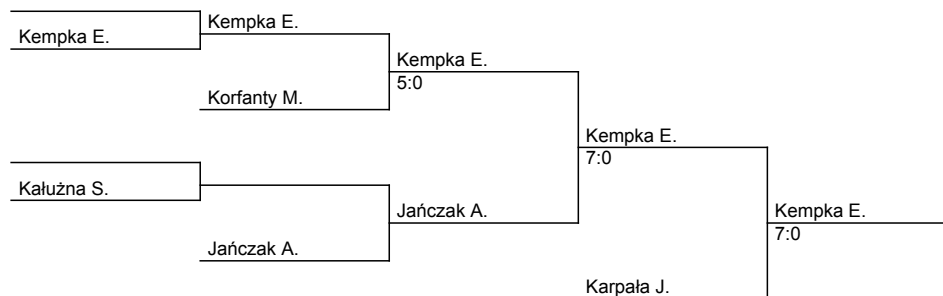 Kempka E.
Kempka E.
Kempka E.
5:0
Korfanty M.
Kempka E.
7:0
Kałużna S.
Jańczak A.
Kempka E.
7:0
Jańczak A.
Karpała J.